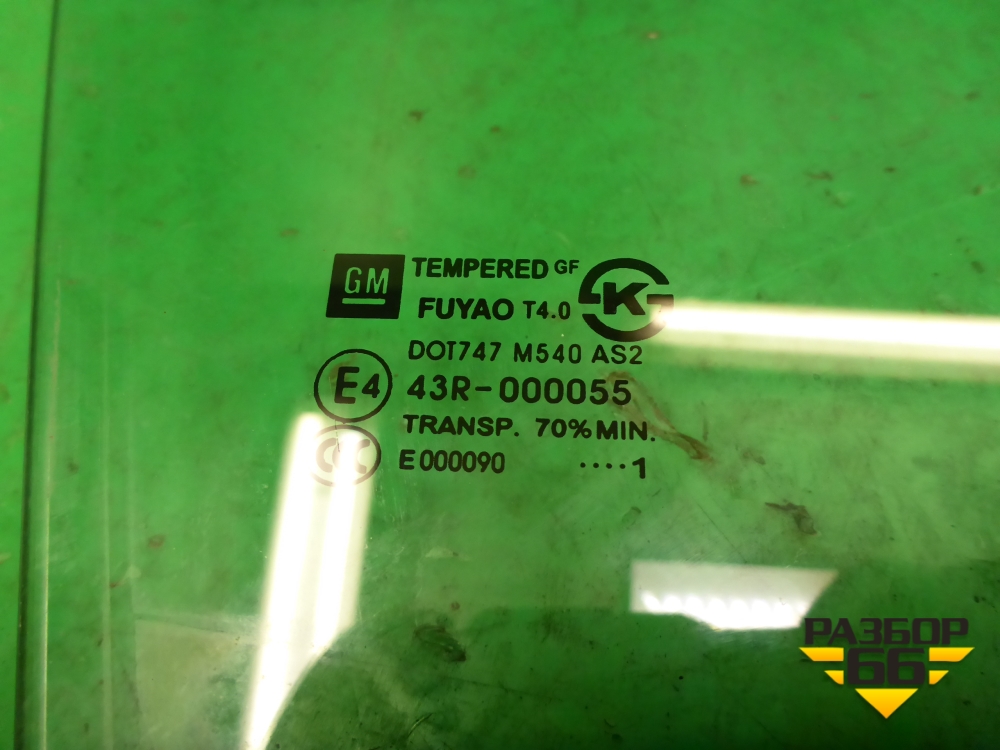 GM TEMPERED GF
FUYAO T4.0 K
DOT747 M540 AS2
E4 43R-000055
TRANSP. 70% MIN.
CCC E000090 ....1
РАЗБОР
66